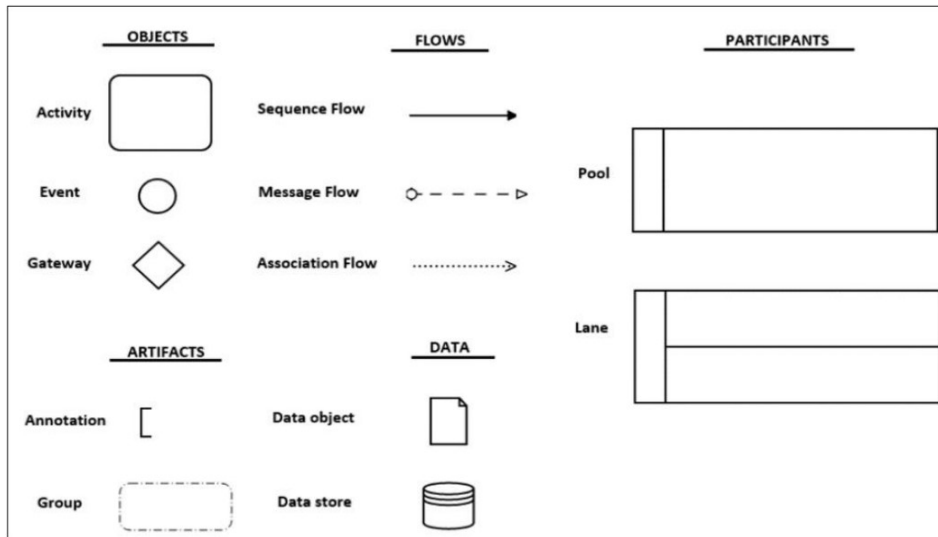 OBJECTS
Activity
Event
Gateway
FLOWS
Sequence Flow
Message Flow
Association Flow
PARTICIPANTS
Pool
Lane
ARTIFACTS
Annotation
Group
DATA
Data object
Data store